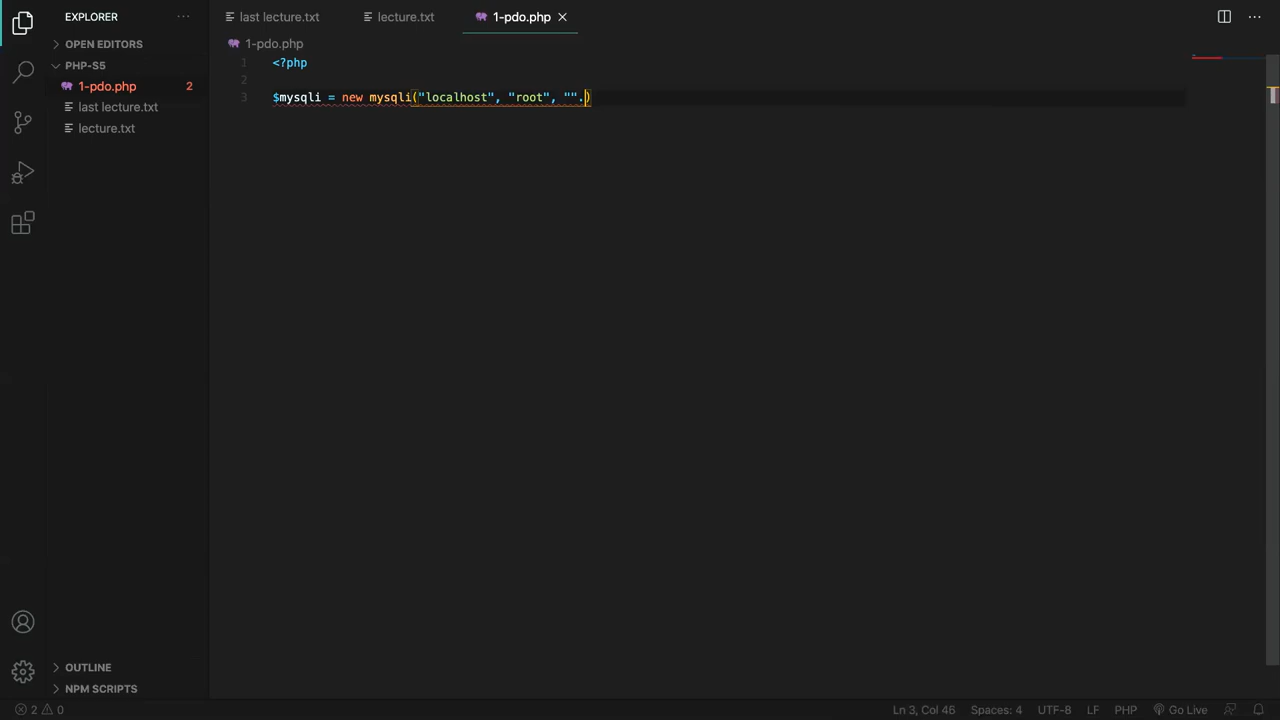 EXPLORER
last lecture.txt
lecture.txt
1-pdo.php
OPEN EDITORS
1-pdo.php
PHP-S5
1 <?php
1-pdo.php 2
2
last lecture.txt
3 $mysqli = new mysqli("localhost", "root", "".)
lecture.txt
OUTLINE
NPM SCRIPTS
2 0 Ln 3, Col 45 Spaces: 4 UTF-8 LF PHP Go Live